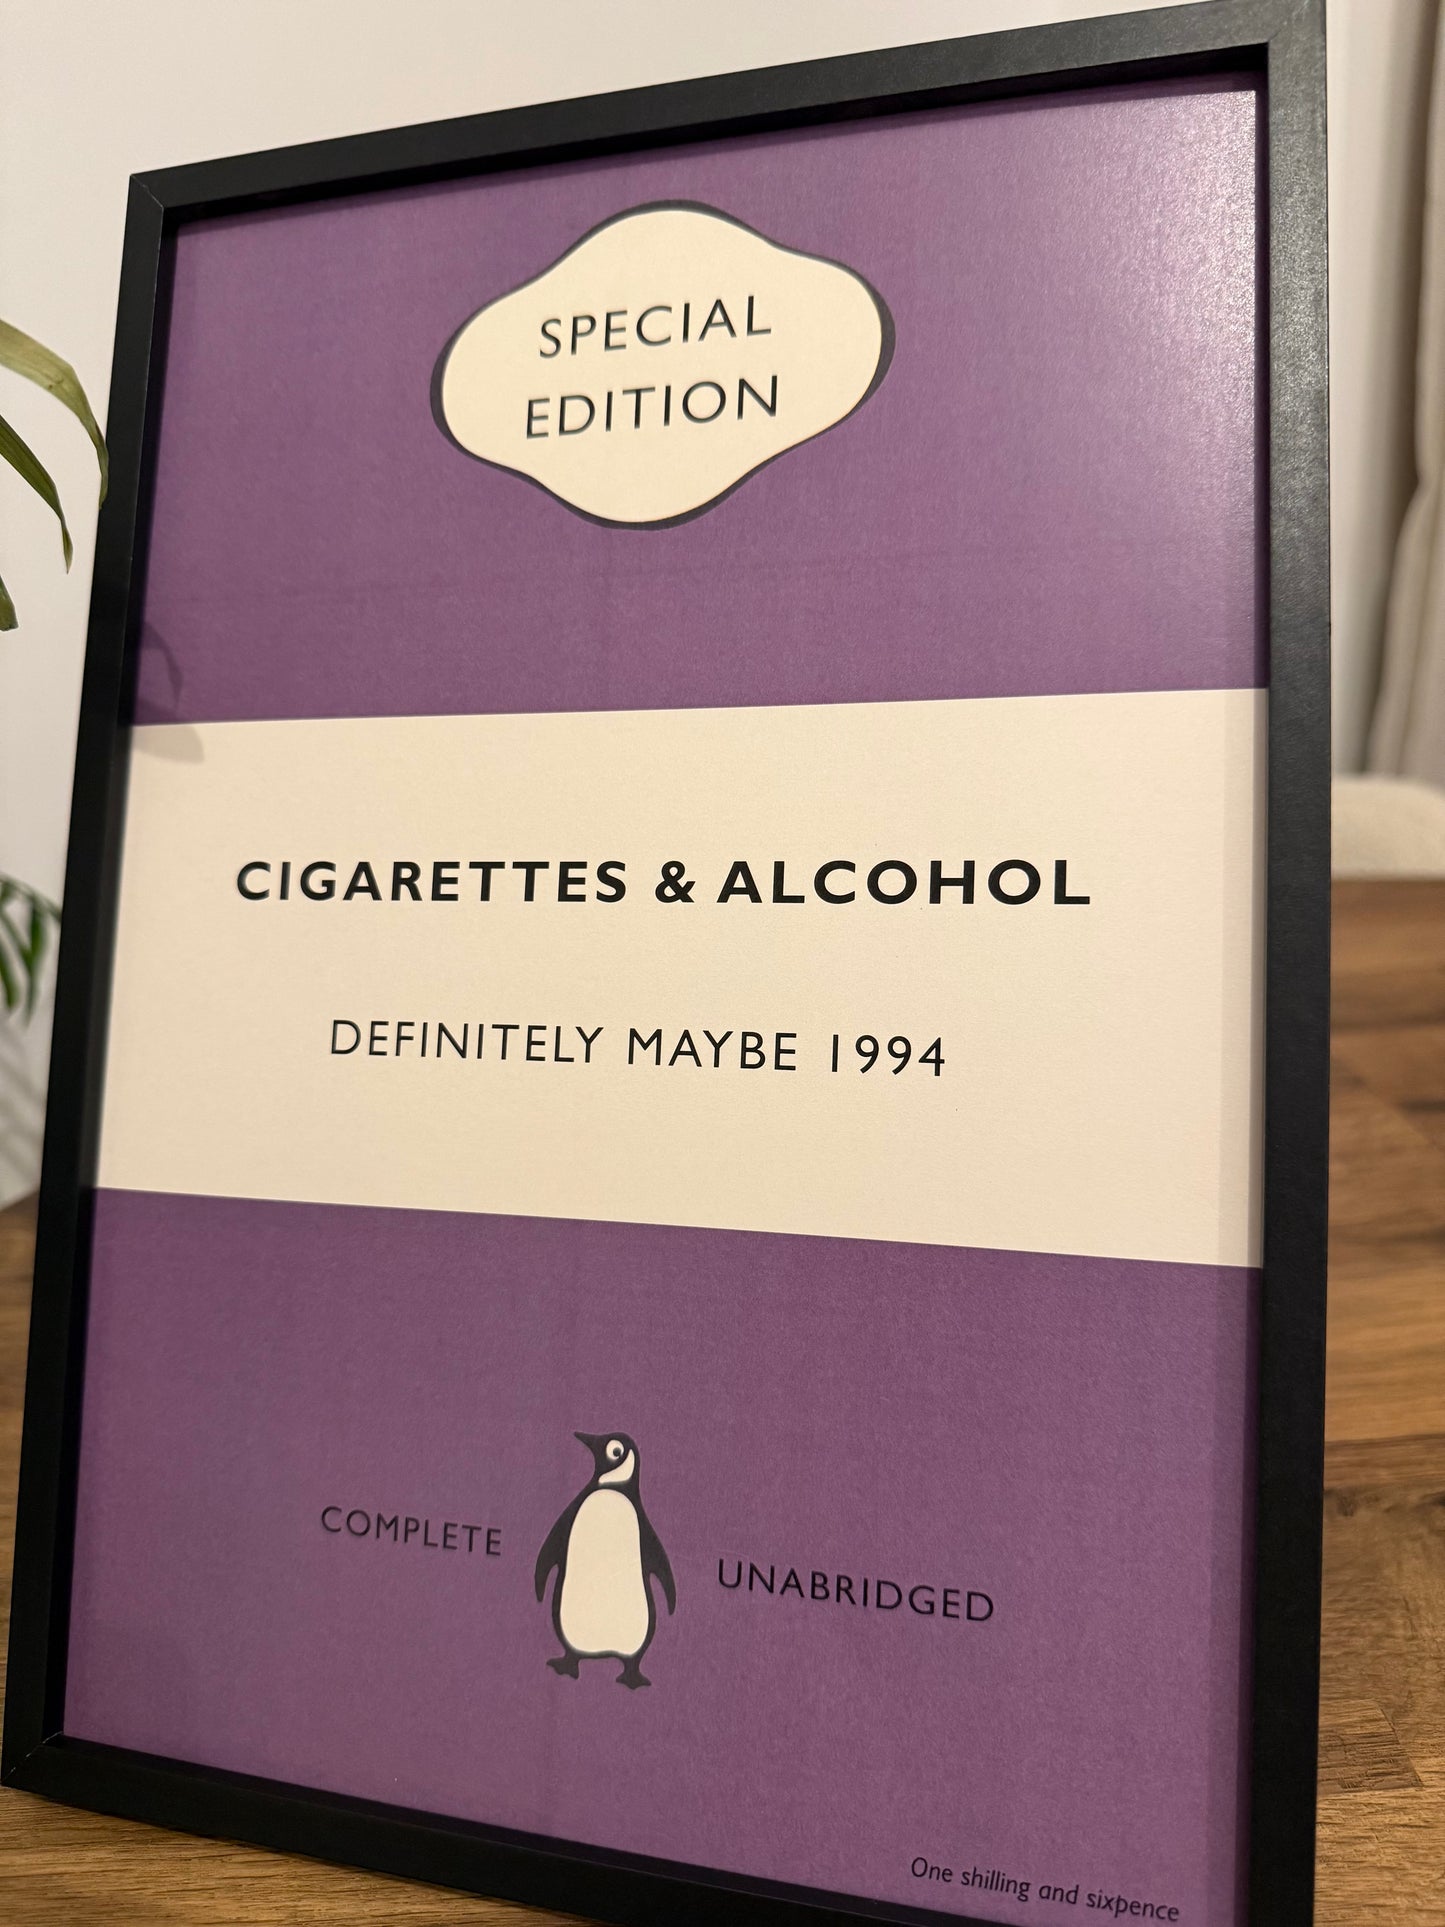 SPECIAL
EDITION
CIGARETTES & ALCOHOL
DEFINITELY MAYBE 1994
COMPLETE UNABRIDGED
One shilling and sixpence